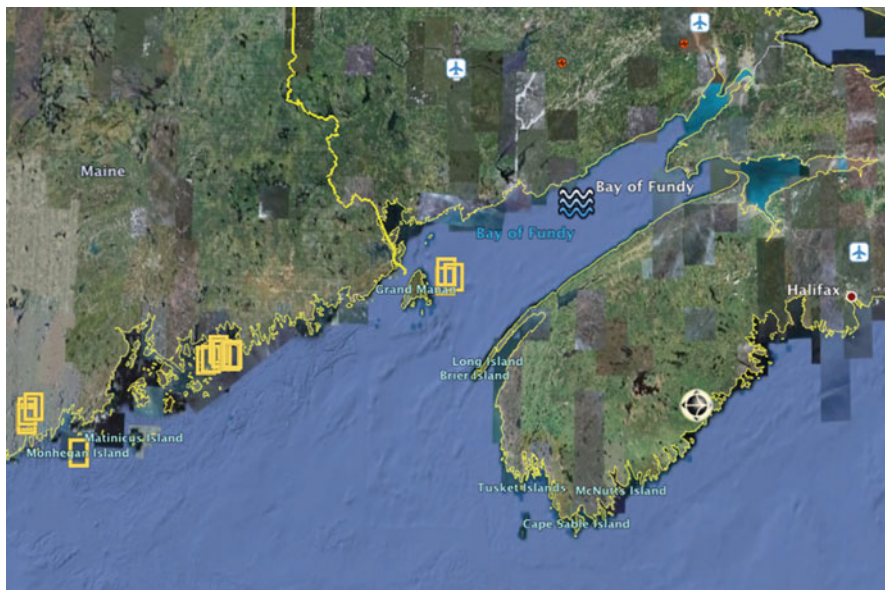 Maine
Bay of Fundy
Bay of Fundy
Grand Manan
Halifax
Long Island
Brier Island
Matinicus Island
Monhegan Island
Tusket Islands
McNutts Island
Cape Sable Island